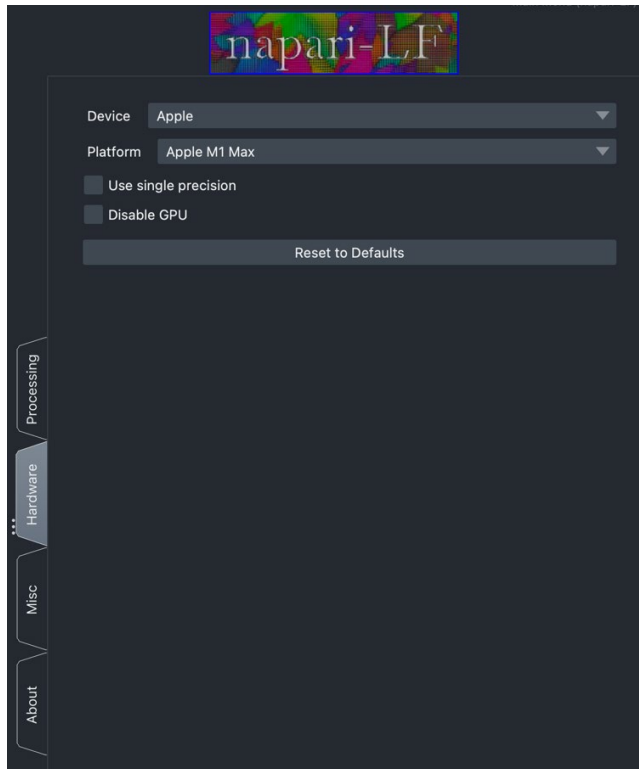 napari-LF
Device Apple
Platform Apple M1 Max
Use single precision
Disable GPU
Reset to Defaults
Processing
Hardware
Misc
About